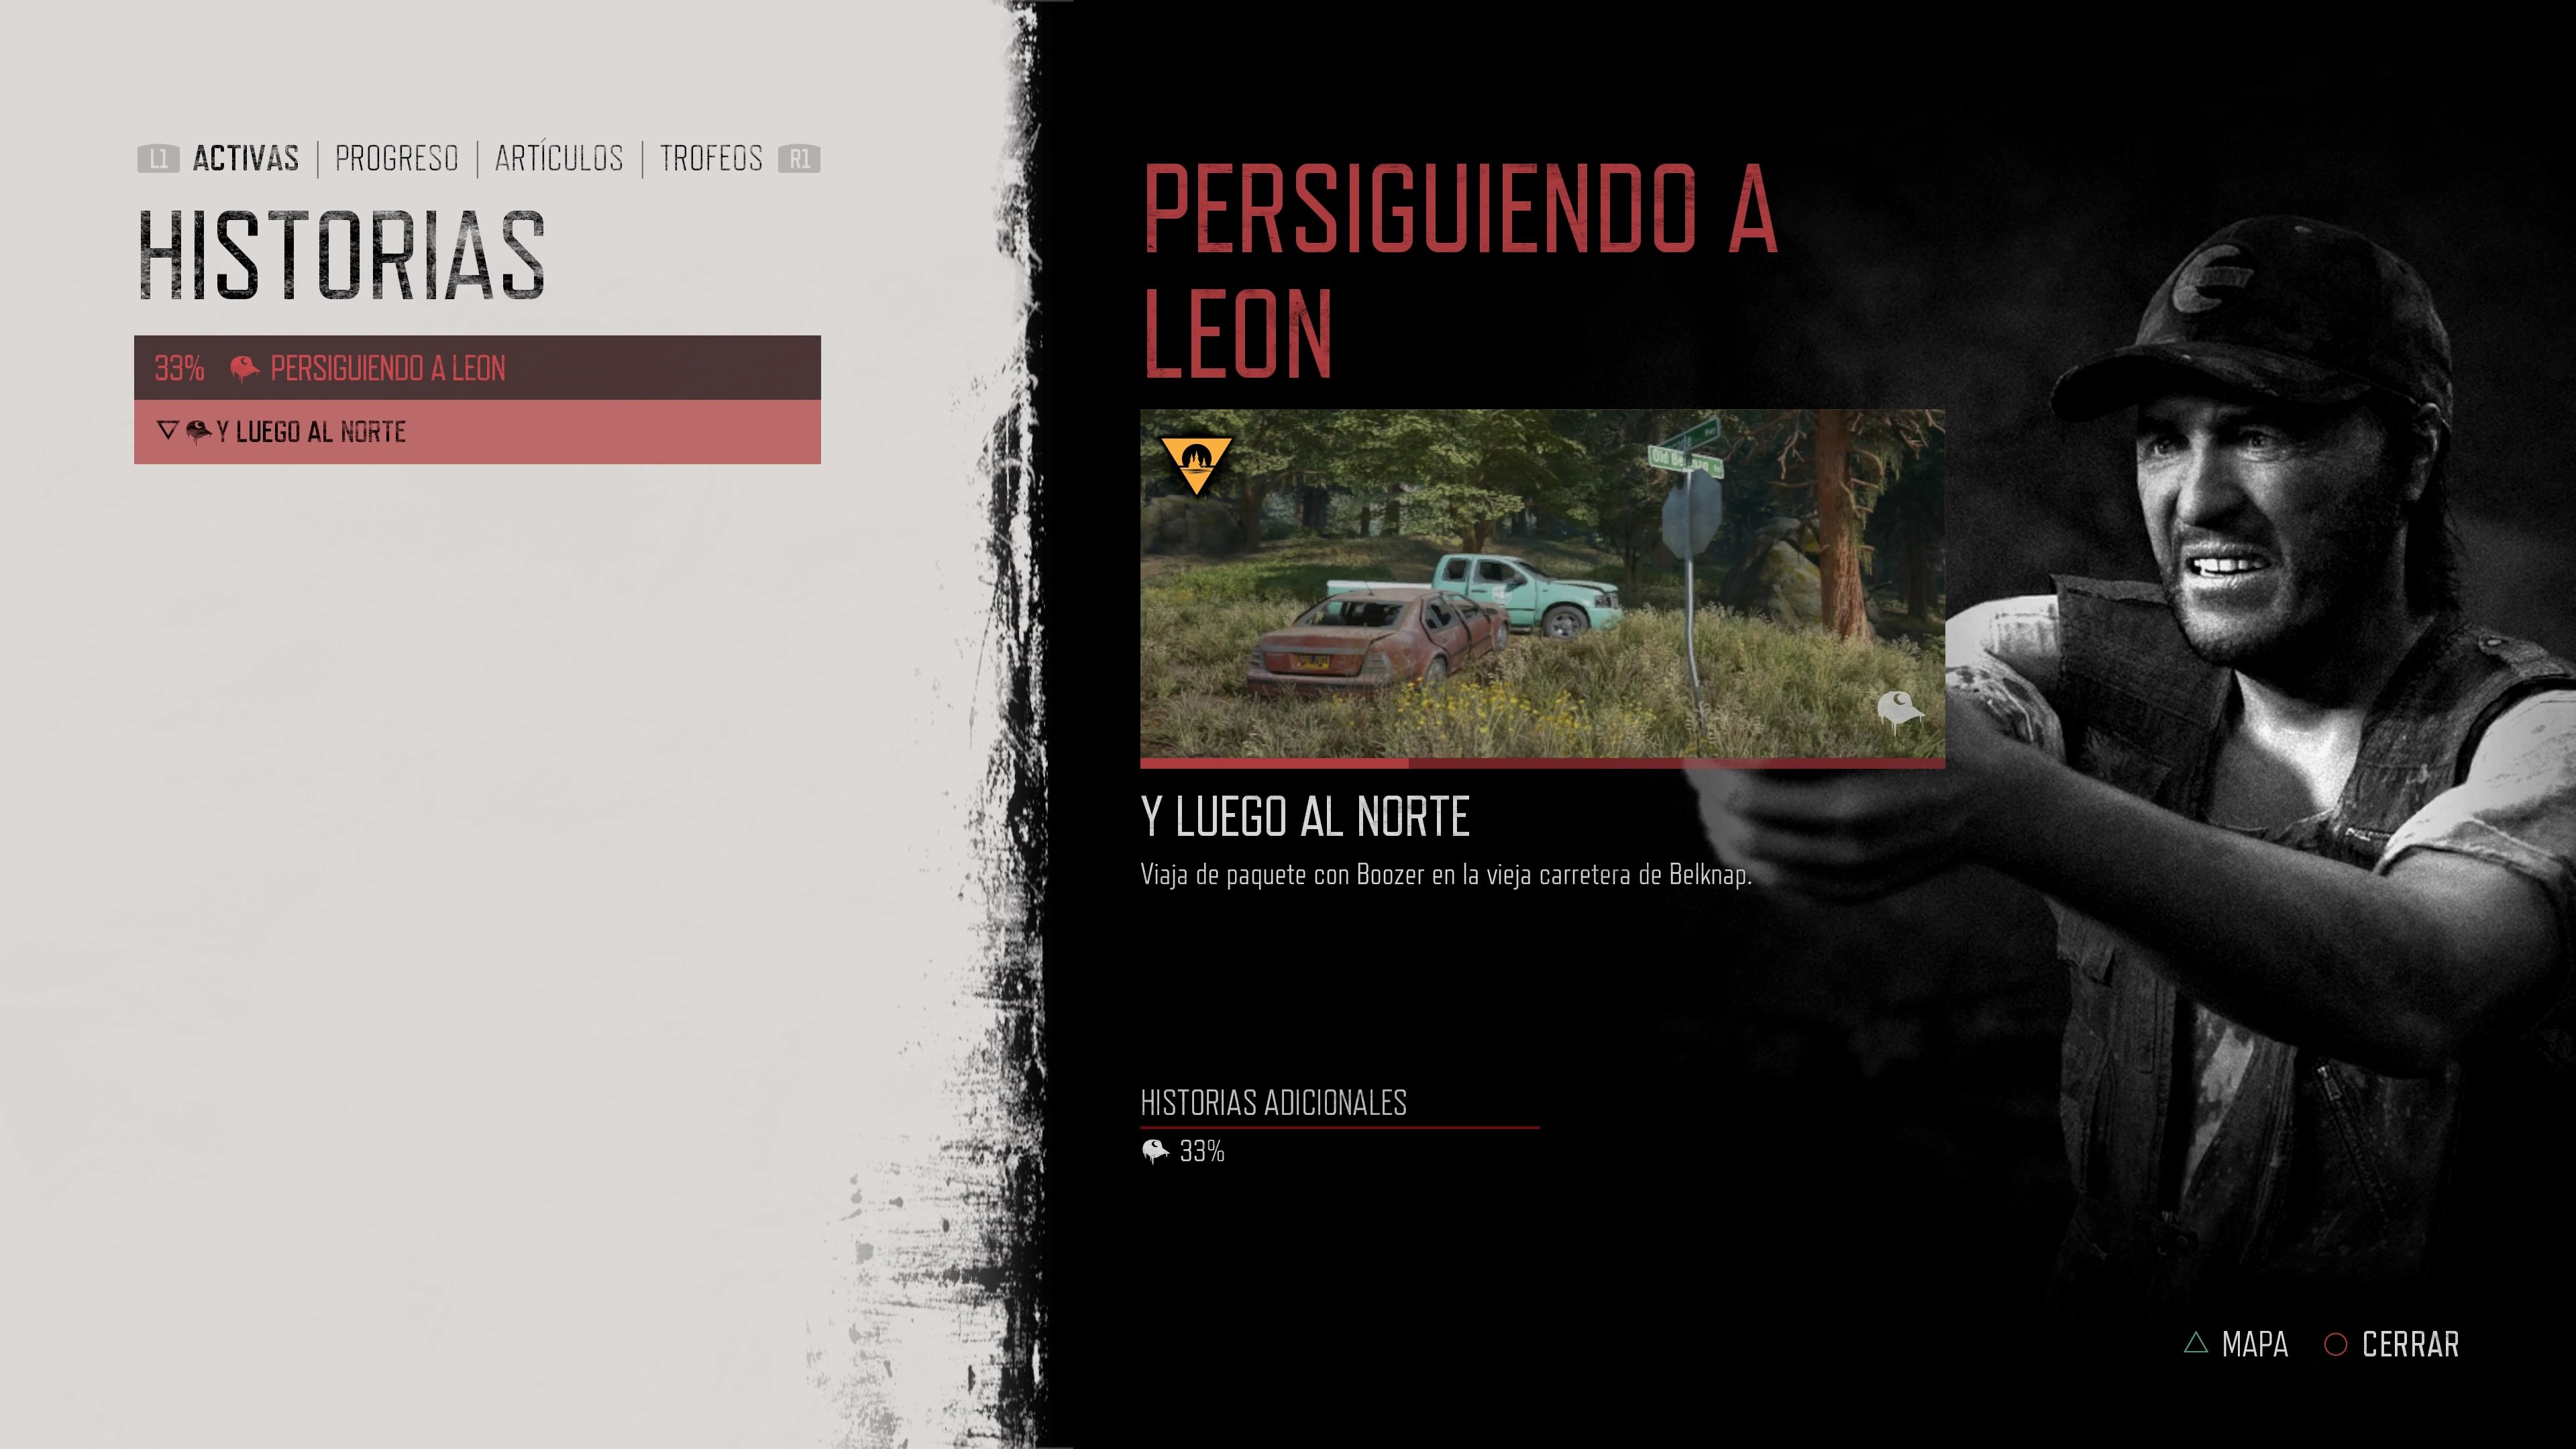 L1 ACTIVAS | PROGRESO | ARTÍCULOS | TROFEOS R1
HISTORIAS
33% PERSIGUIENDO A LEON
Y LUEGO AL NORTE
PERSIGUIENDO A
LEON
Y LUEGO AL NORTE
Viaja de paquete con Boozer en la vieja carretera de Belknap.
HISTORIAS ADICIONALES
33%
MAPA CERRAR